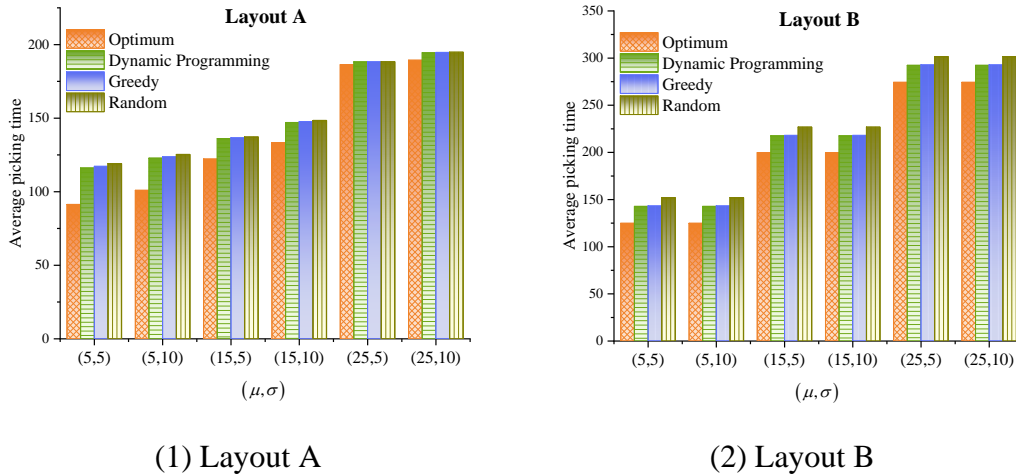 Layout A
Optimum
Dynamic Programming
Greedy
Random
Average picking time
200
150
100
50
0
(5,5) (5,10) (15,5) (15,10) (25,5) (25,10)
(μ,σ)
(1) Layout A
Layout B
Optimum
Dynamic Programming
Greedy
Random
Average picking time
350
300
250
200
150
100
50
0
(5,5) (5,10) (15,5) (15,10) (25,5) (25,10)
(μ,σ)
(2) Layout B